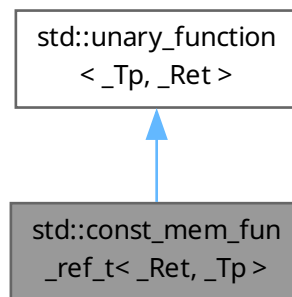 std::unary_function
< _Tp, _Ret >
std::const_mem_fun
_ref_t< _Ret, _Tp >